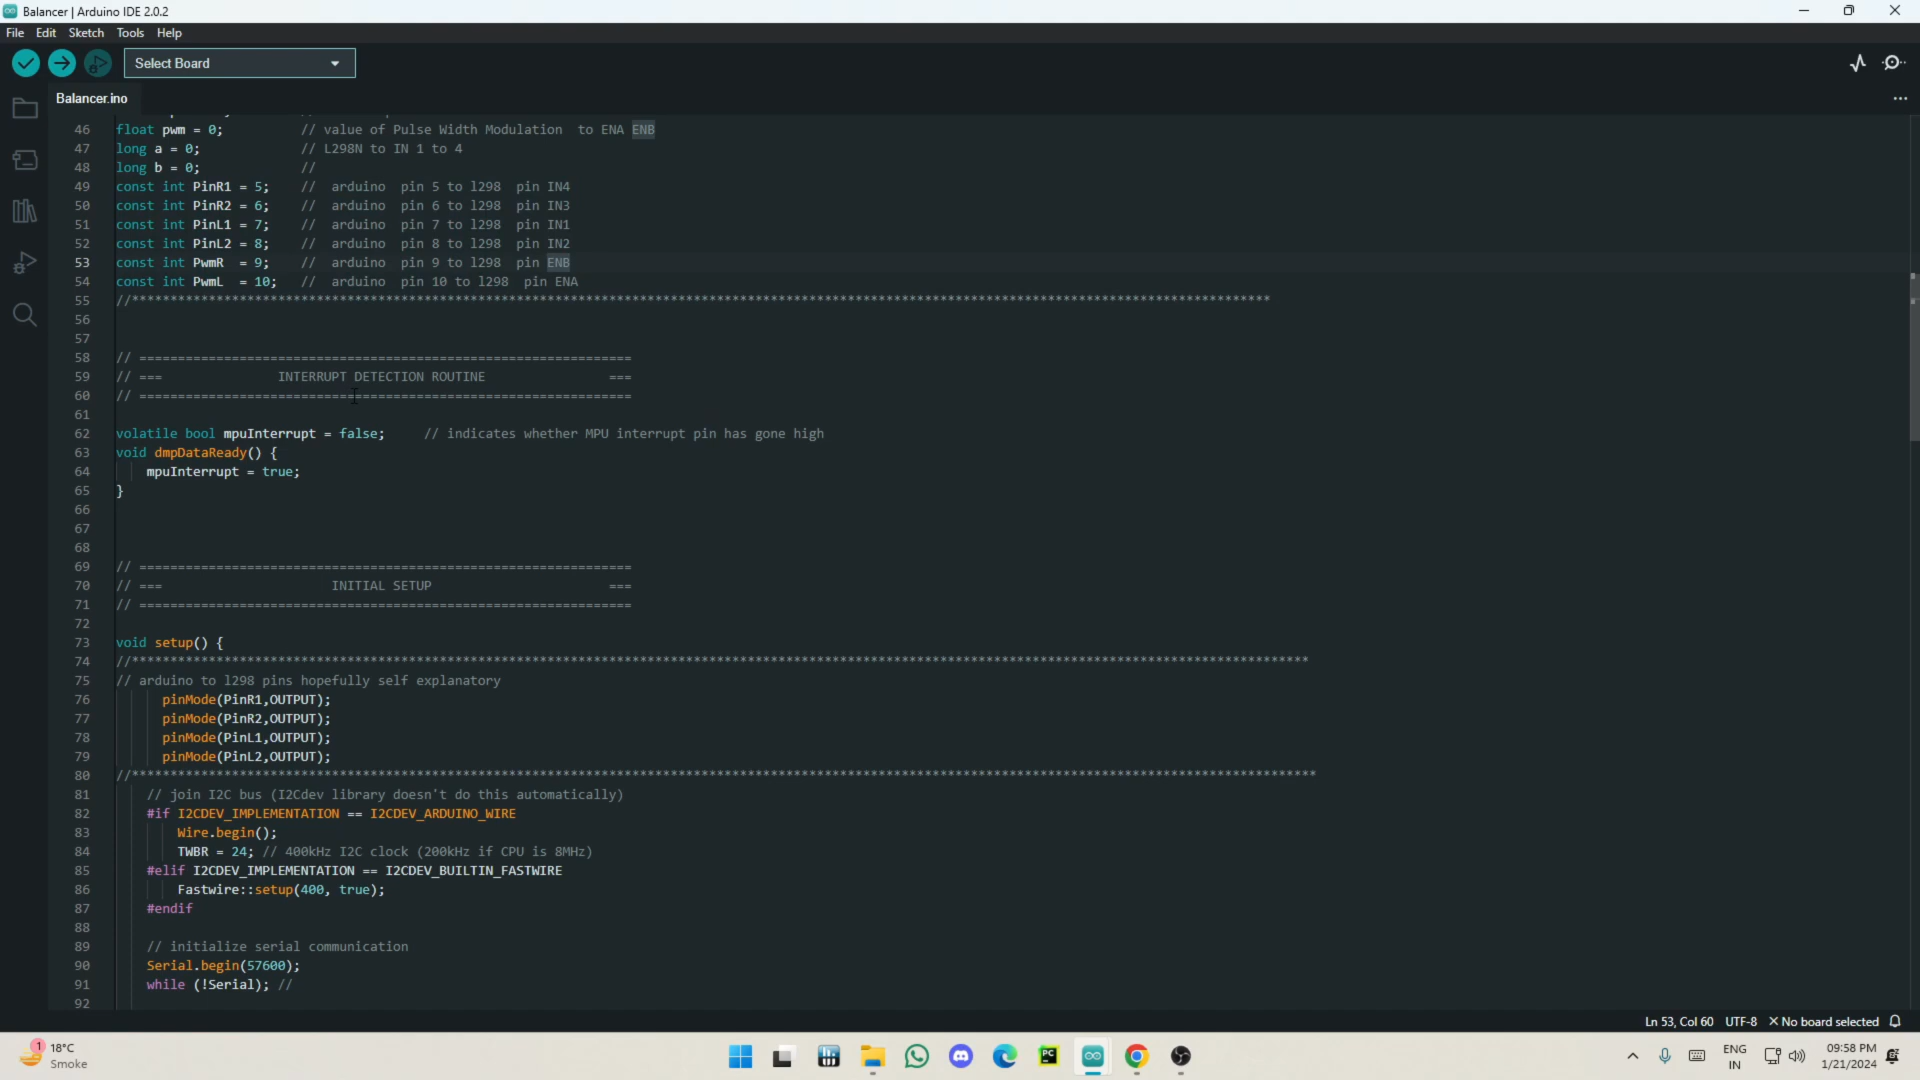 Balancer | Arduino IDE 2.0.2
File Edit Sketch Tools Help
Select Board
Balancer.ino
46 float pwm = 0; // value of Pulse Width Modulation to ENA ENB
47 long a = 0; // L298N to IN 1 to 4
48 long b = 0; //
49 const int PinR1 = 5; // arduino pin 5 to l298 pin IN4
50 const int PinR2 = 6; // arduino pin 6 to l298 pin IN3
51 const int PinL1 = 7; // arduino pin 7 to l298 pin IN1
52 const int PinL2 = 8; // arduino pin 8 to l298 pin IN2
53 const int PwmR = 9; // arduino pin 9 to l298 pin ENB
54 const int PwmL = 10; // arduino pin 10 to l298 pin ENA
55 //****************************************************************************************************************************************************
56
57
58 // ================================================================
59 // === INTERRUPT DETECTION ROUTINE ===
60 // ================================================================
61
62 volatile bool mpuInterrupt = false; // indicates whether MPU interrupt pin has gone high
63 void dmpDataReady() {
64 mpuInterrupt = true;
65 }
66
67
68
69 // ================================================================
70 // === INITIAL SETUP ===
71 // ================================================================
72
73 void setup() {
74 //*********************************************************************************************************************************************************
75 // arduino to l298 pins hopefully self explanatory
76 pinMode(PinR1,OUTPUT);
77 pinMode(PinR2,OUTPUT);
78 pinMode(PinL1,OUTPUT);
79 pinMode(PinL2,OUTPUT);
80 //**********************************************************************************************************************************************************
81 // join I2C bus (I2Cdev library doesn't do this automatically)
82 #if I2CDEV_IMPLEMENTATION == I2CDEV_ARDUINO_WIRE
83 Wire.begin();
84 TWBR = 24; // 400kHz I2C clock (200kHz if CPU is 8MHz)
85 #elif I2CDEV_IMPLEMENTATION == I2CDEV_BUILTIN_FASTWIRE
86 Fastwire::setup(400, true);
87 #endif
88
89 // initialize serial communication
90 Serial.begin(57600);
91 while (!Serial); //
92
Ln 53, Col 60 UTF-8 No board selected
1 18°C
Smoke
PC
ENG
IN
09:58 PM
1/21/2024